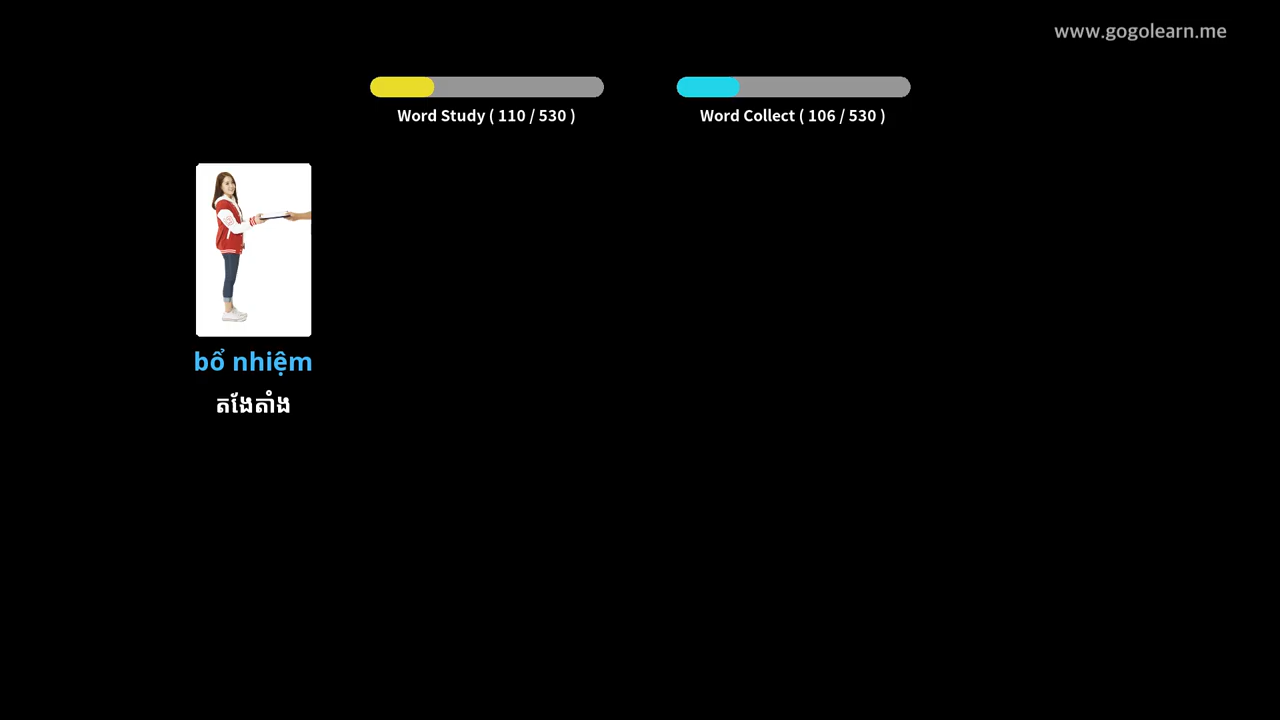 www.gogolearn.me
Word Study ( 110 / 530 )
Word Collect ( 106 / 530 )
bổ nhiệm
តែងតាំង